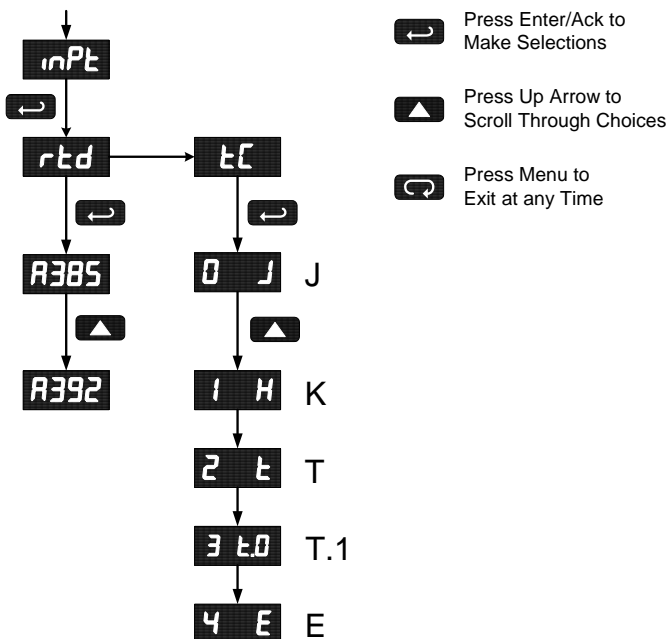 Press Enter/Ack to
Make Selections
inPt
Press Up Arrow to
Scroll Through Choices
rtd
tC
Press Menu to
Exit at any Time
A385
0 J
J
A392
1 H
K
2 t
T
3 t.0
T.1
4 E
E